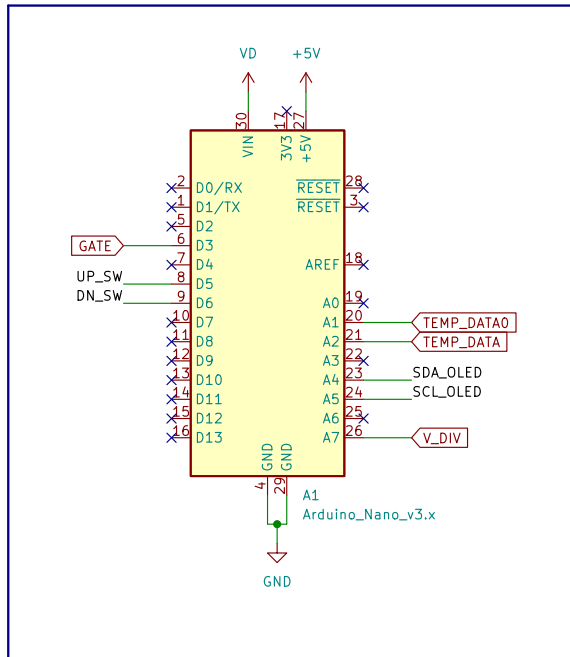 VD +5V
30 17 27
VIN 3V3 +5V
2 D0/RX RESET 28
1 D1/TX RESET 3
5 D2
GATE 6 D3
7 D4 AREF 18
UP_SW 8 D5
DN_SW 9 D6 A0 19
10 D7 A1 20 TEMP_DATA0
11 D8 A2 21 TEMP_DATA
12 D9 A3 22
13 D10 A4 23 SDA_OLED
14 D11 A5 24 SCL_OLED
15 D12 A6 25
16 D13 A7 26 V_DIV
GND GND
4 29
A1
Arduino_Nano_v3.x
GND